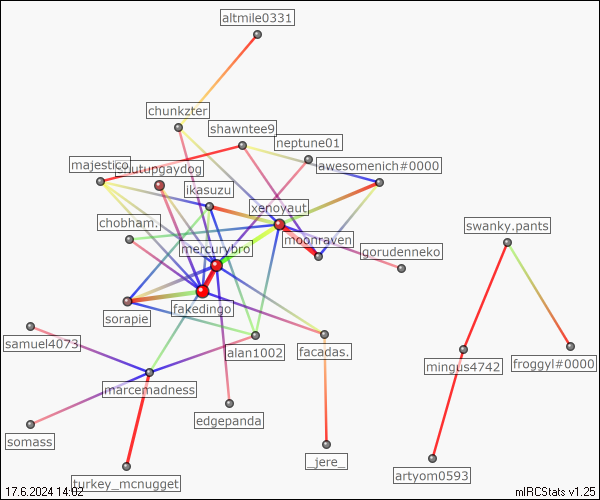 altmile0331
chunkzter
shawntee9
neptune01
majestico
utupgaydog
awesomenich#0000
ikasuzu
xenoyaut
chobham.
moonraven
swanky.pants
mercurybro
gorudenneko
fakedingo
sorapie
samuel4073
alan1002
facadas.
mingus4742
froggyl#0000
marcemadness
edgepanda
somass
_jere_
artyom0593
turkey_mcnugget
17.6.2024 14:02
mIRCStats v1.25